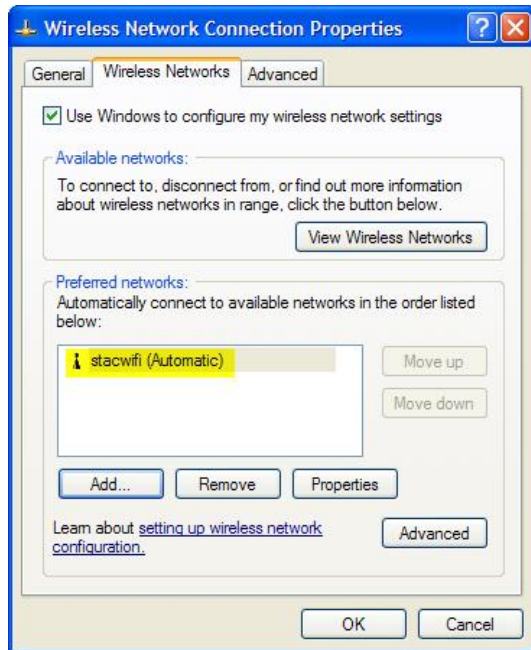 Wireless Network Connection Properties
General Wireless Networks Advanced
Use Windows to configure my wireless network settings
Available networks:
To connect to, disconnect from, or find out more information
about wireless networks in range, click the button below.
View Wireless Networks
Preferred networks:
Automatically connect to available networks in the order listed
below:
stacwifi (Automatic)
Move up
Move down
Add... Remove Properties
Learn about setting up wireless network
configuration.
Advanced
OK Cancel